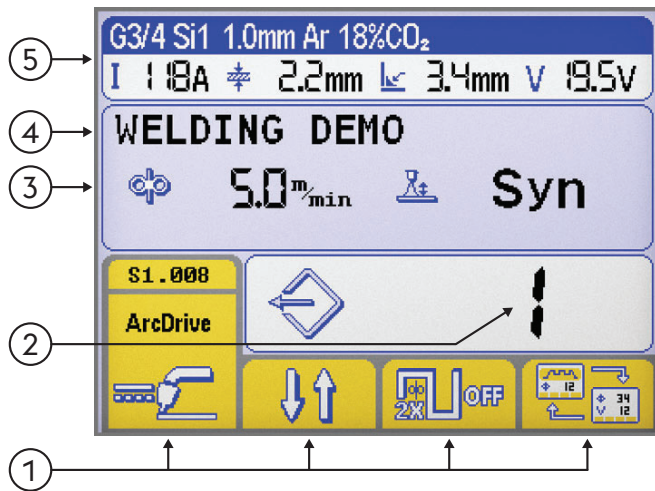 G3/4 Si1 1.0mm Ar 18%CO₂
5
I 118A 2.2mm 3.4mm V 19.5V
4
WELDING DEMO
3
5.0 m/min Syn
S1.008
ArcDrive
2
1
2X OFF
12
34
V 12
1